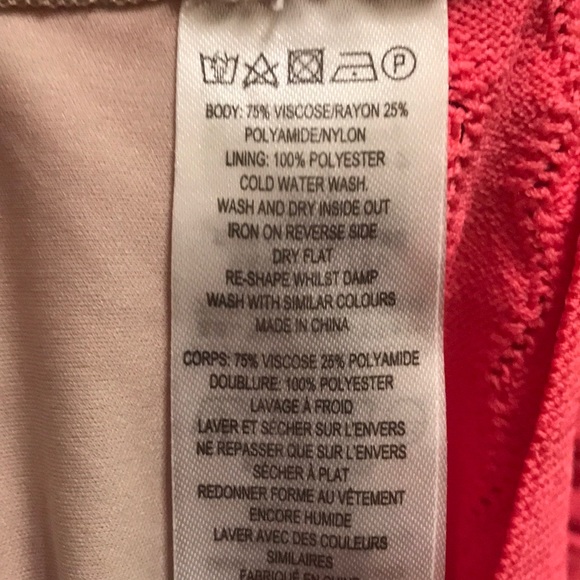 P
BODY: 75% VISCOSE/RAYON 25%
POLYAMIDE/NYLON
LINING: 100% POLYESTER
COLD WATER WASH.
WASH AND DRY INSIDE OUT
IRON ON REVERSE SIDE
DRY FLAT
RE-SHAPE WHILST DAMP
WASH WITH SIMILAR COLOURS
MADE IN CHINA
CORPS: 75% VISCOSE 25% POLYAMIDE
DOUBLURE: 100% POLYESTER
LAVAGE À FROID
LAVER ET SÉCHER SUR L'ENVERS
NE REPASSER QUE SUR L'ENVERS
SÉCHER À PLAT
REDONNER FORME AU VÊTEMENT
ENCORE HUMIDE
LAVER AVEC DES COULEURS
SIMILAIRES
FABRIQUÉ EN CHINE